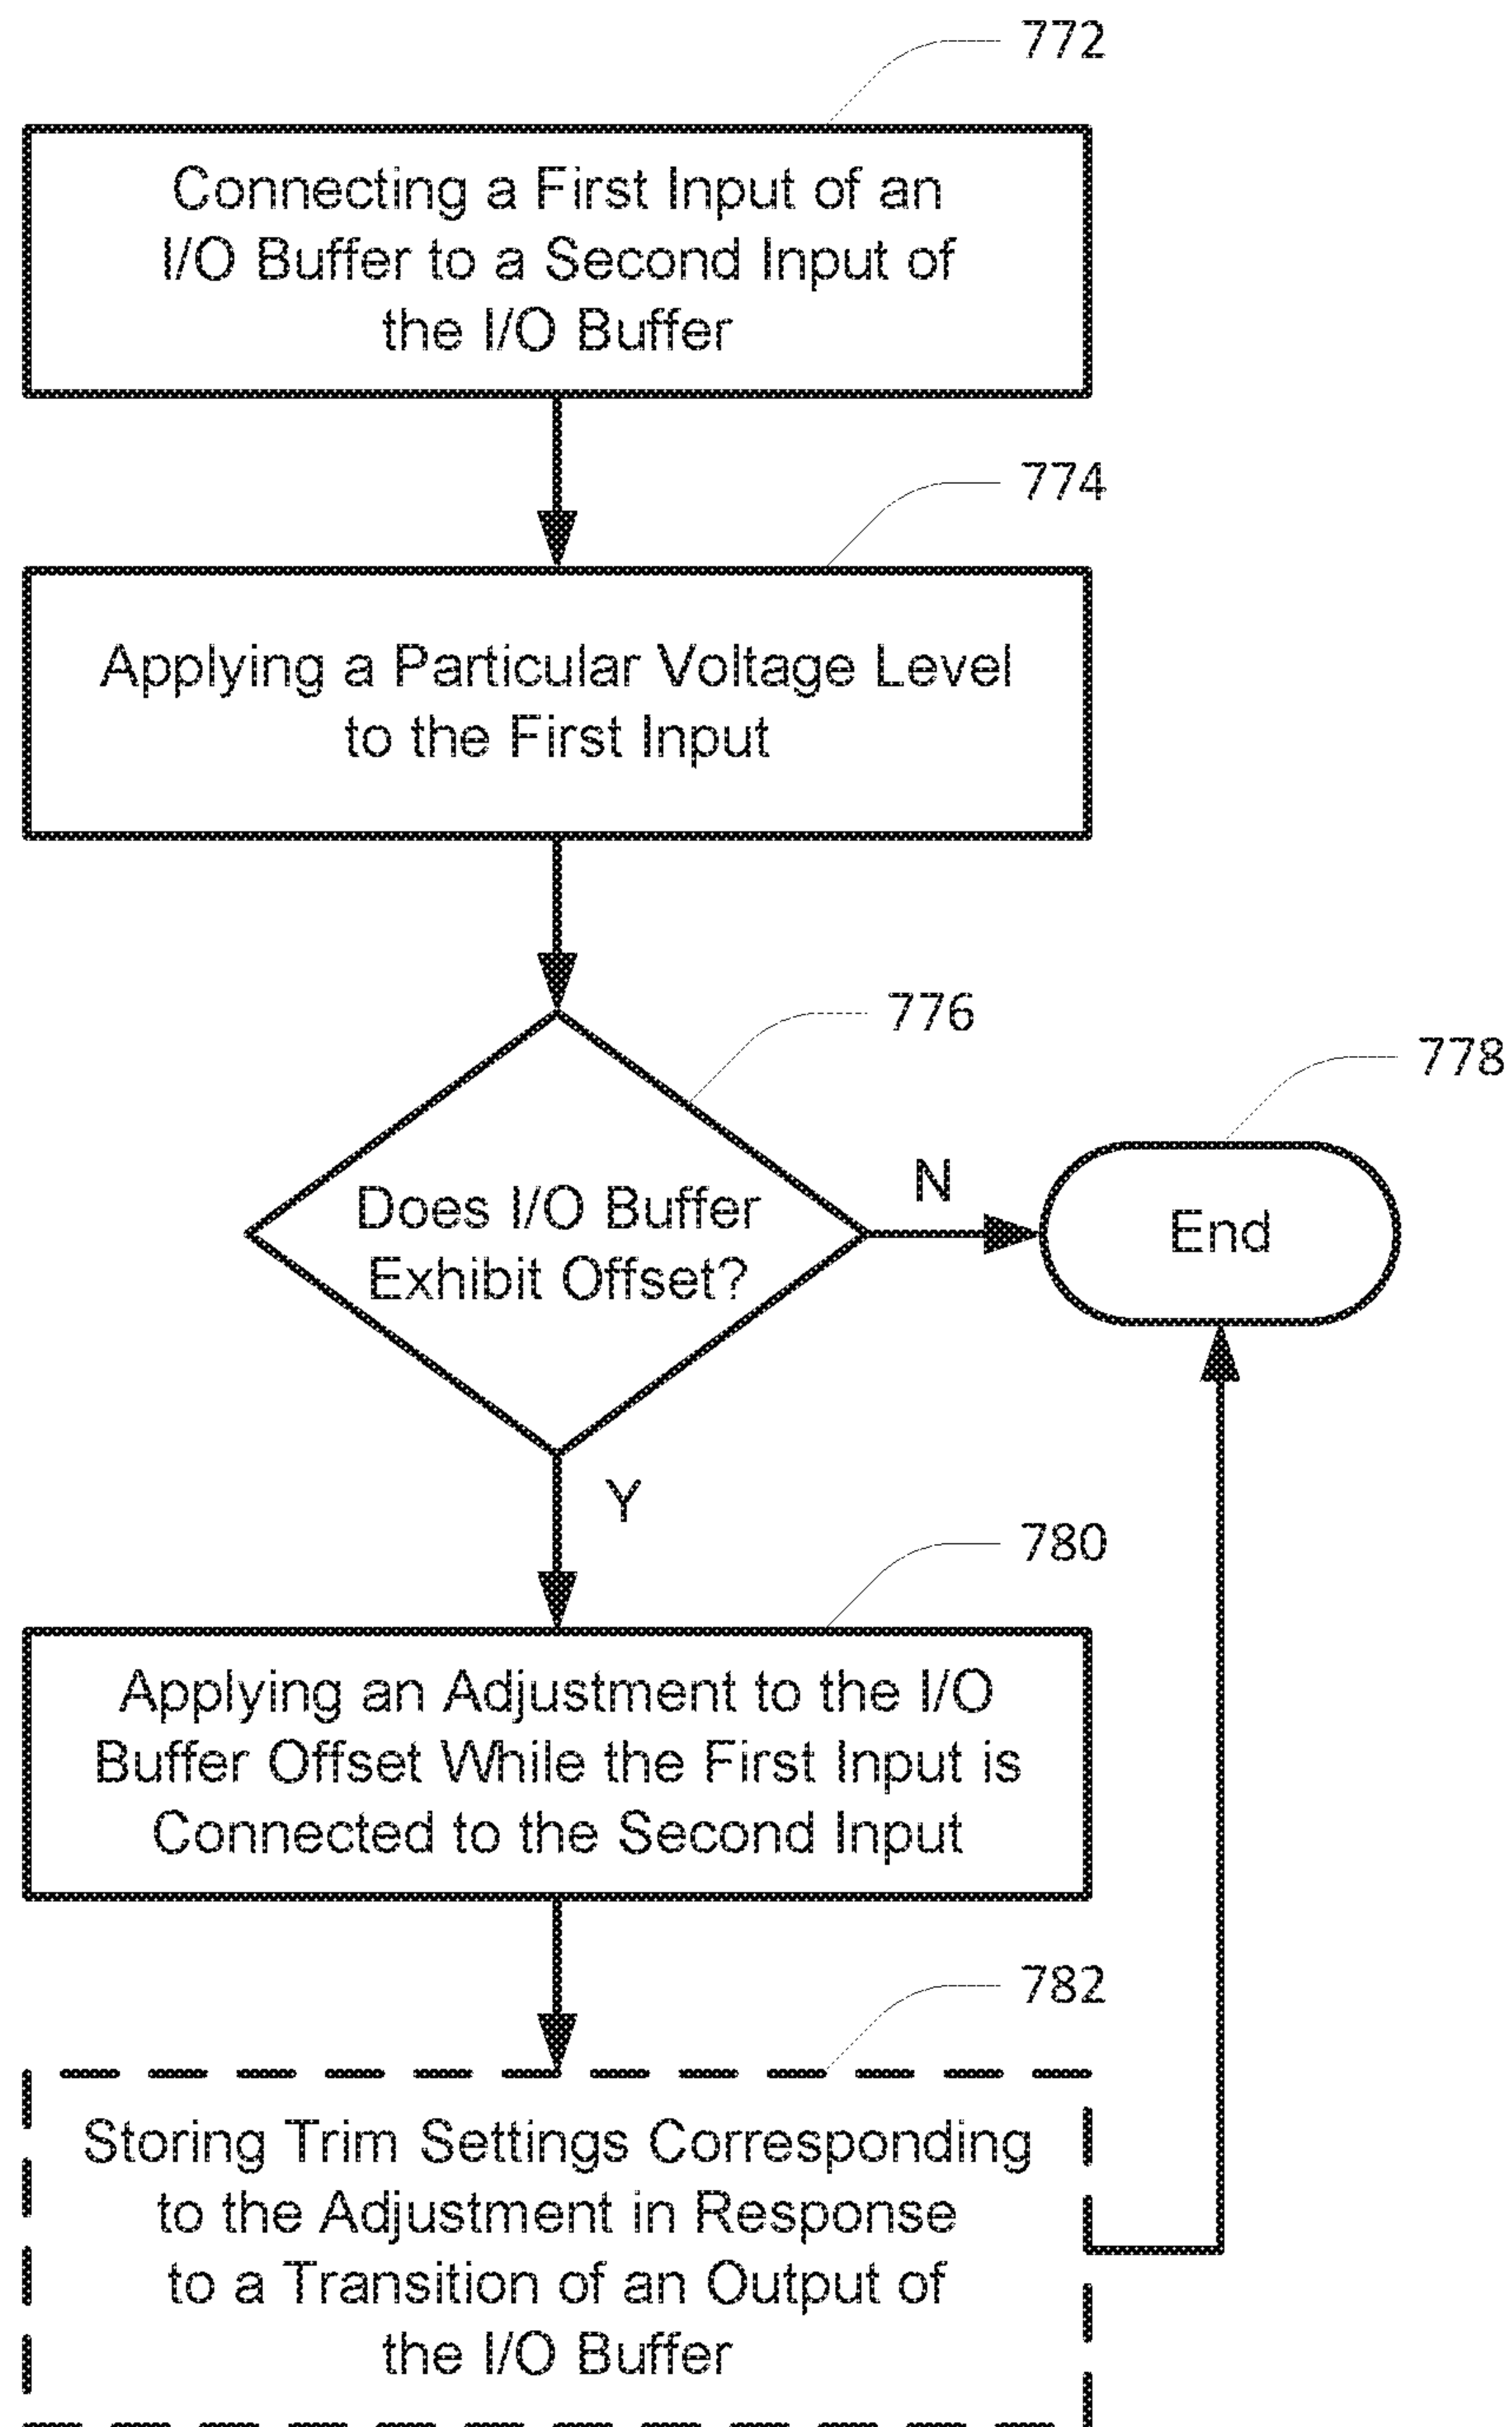 772
Connecting a First Input of an
I/O Buffer to a Second Input of
the I/O Buffer
774
Applying a Particular Voltage Level
to the First Input
776
778
Does I/O Buffer
Exhibit Offset?
N
End
Y
780
Applying an Adjustment to the I/O
Buffer Offset While the First Input is
Connected to the Second Input
782
Storing Trim Settings Corresponding
to the Adjustment in Response
to a Transition of an Output of
the I/O Buffer